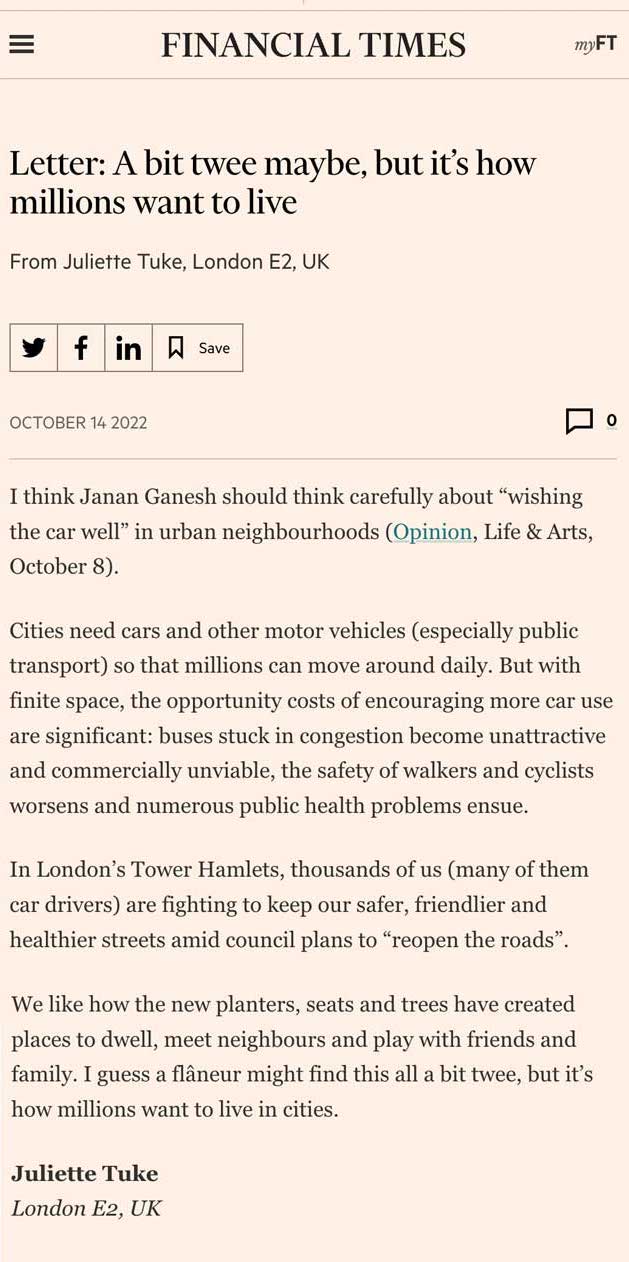 FINANCIAL TIMES
myFT
Letter: A bit twee maybe, but it’s how
millions want to live
From Juliette Tuke, London E2, UK
Save
OCTOBER 14 2022
0
I think Janan Ganesh should think carefully about “wishing
the car well” in urban neighbourhoods (Opinion, Life & Arts,
October 8).
Cities need cars and other motor vehicles (especially public
transport) so that millions can move around daily. But with
finite space, the opportunity costs of encouraging more car use
are significant: buses stuck in congestion become unattractive
and commercially unviable, the safety of walkers and cyclists
worsens and numerous public health problems ensue.
In London’s Tower Hamlets, thousands of us (many of them
car drivers) are fighting to keep our safer, friendlier and
healthier streets amid council plans to “reopen the roads”.
We like how the new planters, seats and trees have created
places to dwell, meet neighbours and play with friends and
family. I guess a flâneur might find this all a bit twee, but it’s
how millions want to live in cities.
Juliette Tuke
London E2, UK